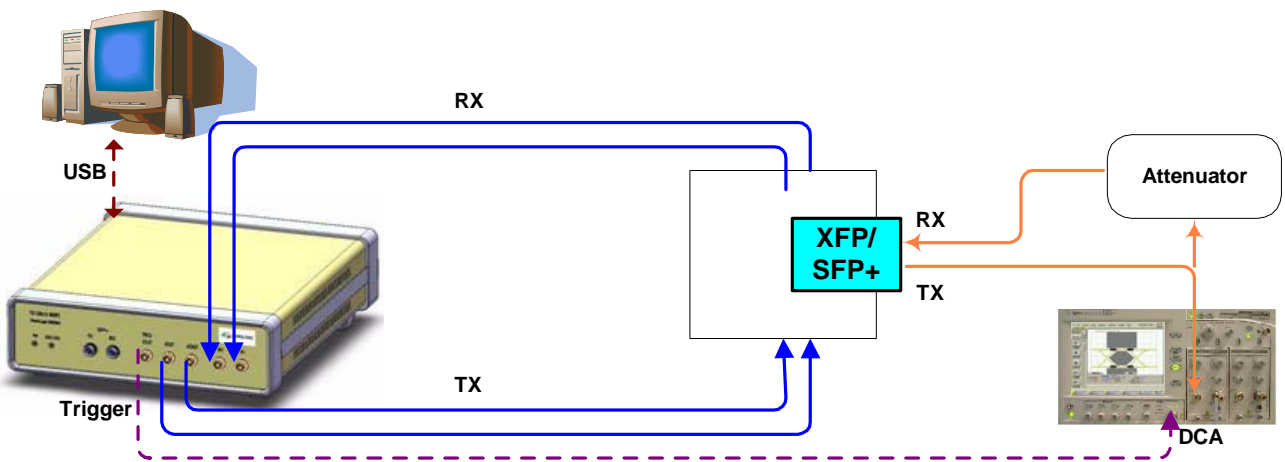 RX
USB
Attenuator
RX
XFP/
SFP+
TX
TX
Trigger
DCA